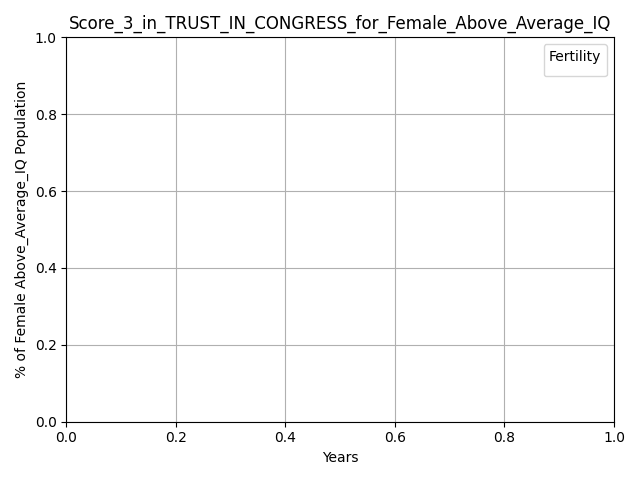 Score_3_in_TRUST_IN_CONGRESS_for_Female_Above_Average_IQ
Fertility
% of Female Above_Average_IQ Population
1.0
0.8
0.6
0.4
0.2
0.0
0.0 0.2 0.4 0.6 0.8 1.0
Years